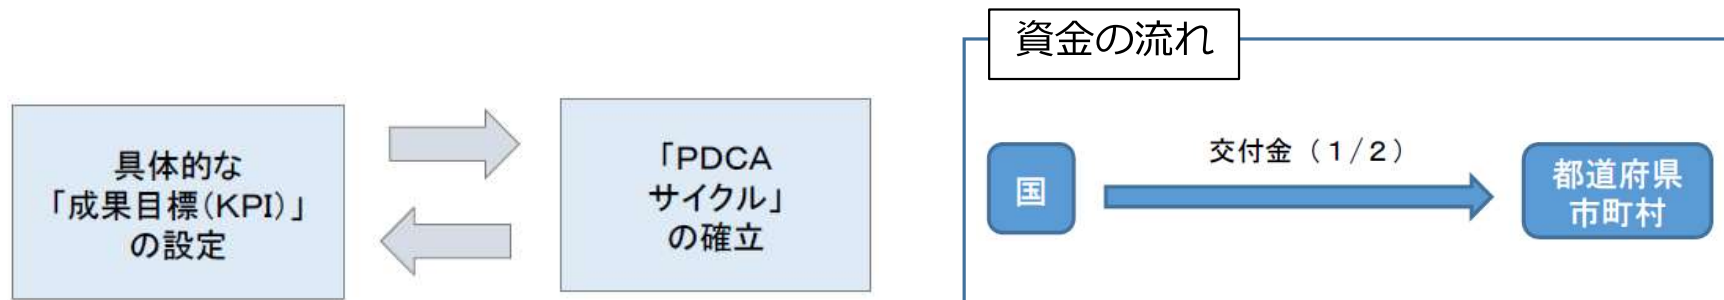 具体的な
「成果目標(KPI)」
の設定
「PDCA
サイクル」
の確立
資金の流れ
国
交付金（1/2）
都道府県
市町村